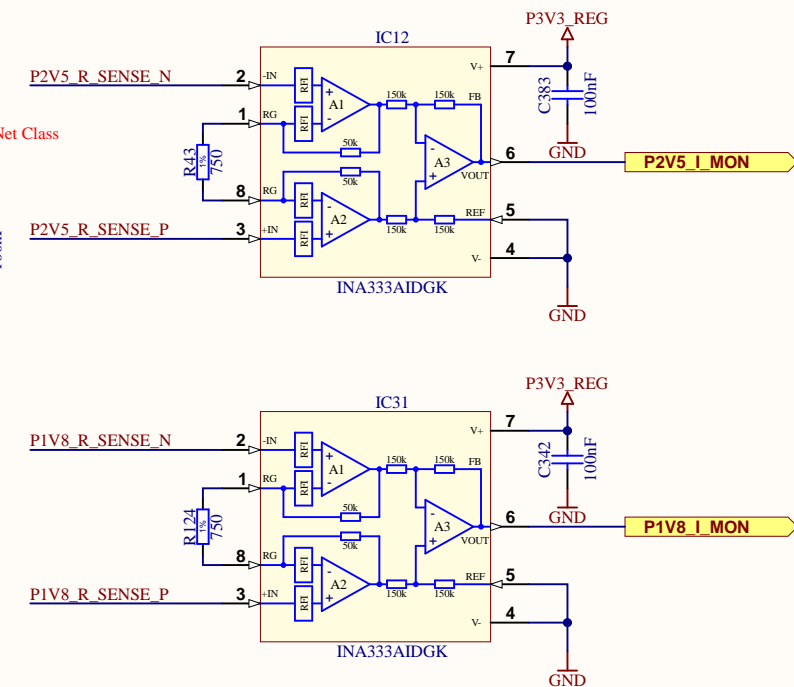 P3V3_REG
IC12
7
V+
P2V5_R_SENSE_N
2
-IN
RFI
A1
+
-
150k
150k
FB
C383
100nF
1
RG
RFI
Net Class
50k
GND
R43
1%
750
A3
-
+
6
VOUT
P2V5_I_MON
50k
8
RG
RFI
A2
-
+
REF
5
P2V5_R_SENSE_P
3
+IN
RFI
150k
150k
V-
4
INA333AIDGK
GND
P3V3_REG
IC31
7
V+
P1V8_R_SENSE_N
2
-IN
RFI
A1
+
-
150k
150k
FB
C342
100nF
1
RG
RFI
50k
GND
R124
1%
750
A3
-
+
6
VOUT
P1V8_I_MON
50k
8
RG
RFI
A2
-
+
REF
5
P1V8_R_SENSE_P
3
+IN
RFI
150k
150k
V-
4
INA333AIDGK
GND